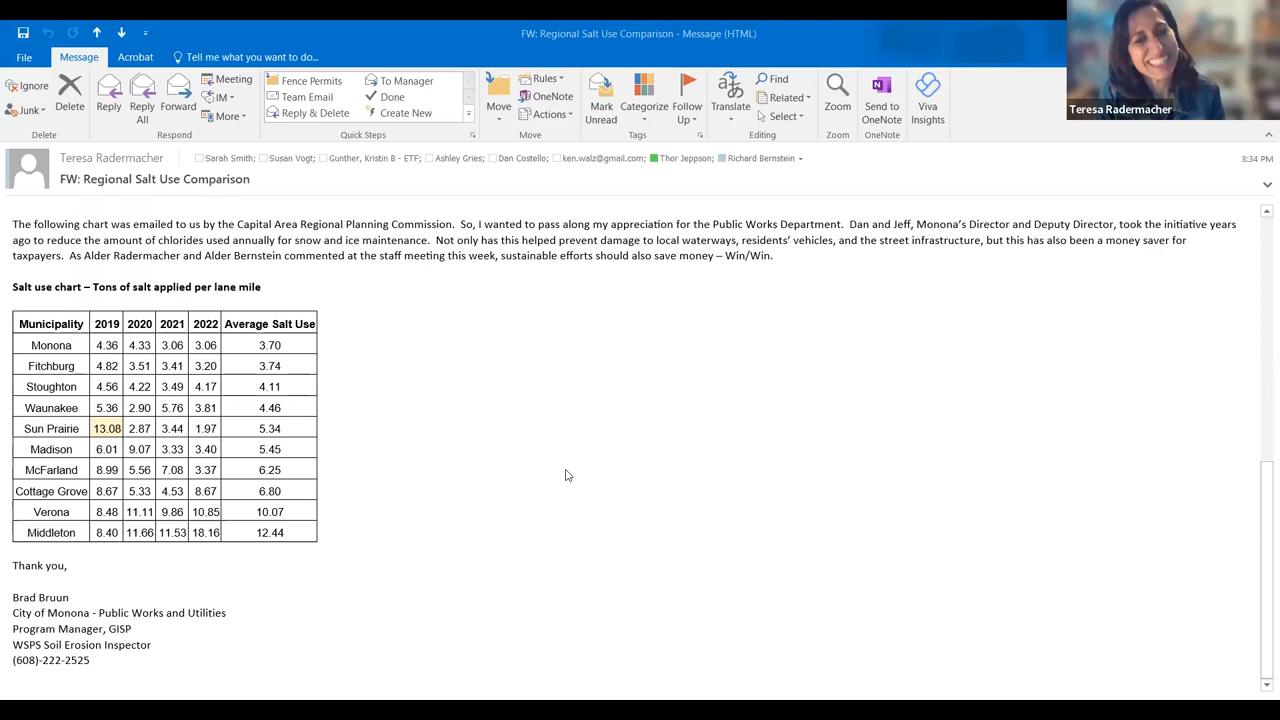 FW: Regional Salt Use Comparison - Message (HTML)
File Message Acrobat Tell me what you want to do...
Ignore
Junk
Delete
Delete
Reply
Reply All
Forward
Meeting
IM
More
Respond
Fence Permits To Manager
Team Email Done
Reply & Delete Create New
Quick Steps
Move
Rules
OneNote
Actions
Move
Mark Unread
Categorize
Follow Up
Tags
Translate
Find
Related
Select
Editing
Zoom
Zoom
Send to OneNote
OneNote
Viva Insights
Teresa Radermacher
Teresa Radermacher Sarah Smith; Susan Vogt; Gunther, Kristin B - ETF; Ashley Gries; Dan Costello; ken.walz@gmail.com; Thor Jeppson; Richard Bernstein 8:34 PM
FW: Regional Salt Use Comparison
The following chart was emailed to us by the Capital Area Regional Planning Commission. So, I wanted to pass along my appreciation for the Public Works Department. Dan and Jeff, Monona's Director and Deputy Director, took the initiative years
ago to reduce the amount of chlorides used annually for snow and ice maintenance. Not only has this helped prevent damage to local waterways, residents' vehicles, and the street infrastructure, but this has also been a money saver for
taxpayers. As Alder Radermacher and Alder Bernstein commented at the staff meeting this week, sustainable efforts should also save money – Win/Win.
Salt use chart – Tons of salt applied per lane mile
Municipality 2019 2020 2021 2022 Average Salt Use
Monona 4.36 4.33 3.06 3.06 3.70
Fitchburg 4.82 3.51 3.41 3.20 3.74
Stoughton 4.56 4.22 3.49 4.17 4.11
Waunakee 5.36 2.90 5.76 3.81 4.46
Sun Prairie 13.08 2.87 3.44 1.97 5.34
Madison 6.01 9.07 3.33 3.40 5.45
McFarland 8.99 5.56 7.08 3.37 6.25
Cottage Grove 8.67 5.33 4.53 8.67 6.80
Verona 8.48 11.11 9.86 10.85 10.07
Middleton 8.40 11.66 11.53 18.16 12.44
Thank you,
Brad Bruun
City of Monona - Public Works and Utilities
Program Manager, GISP
WSPS Soil Erosion Inspector
(608)-222-2525